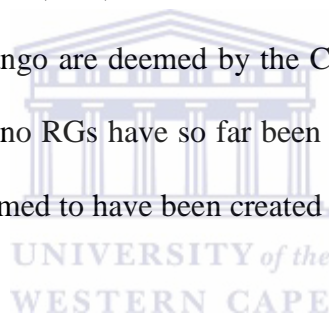 ngo are deemed by the C
no RGs have so far been
med to have been created
UNIVERSITY of the
WESTERN CAPE